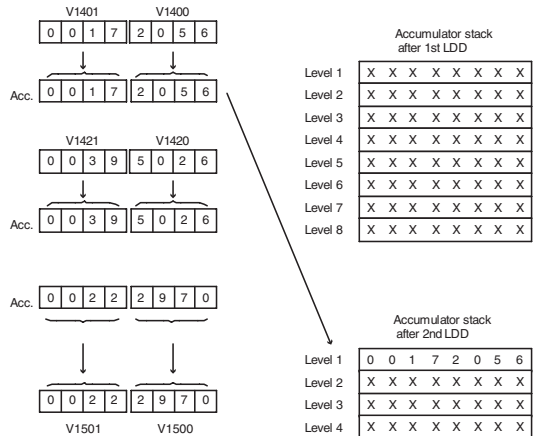 V1401 V1400
0 0 1 7 2 0 5 6
Acc. 0 0 1 7 2 0 5 6
V1421 V1420
0 0 3 9 5 0 2 6
Acc. 0 0 3 9 5 0 2 6
Acc. 0 0 2 2 2 9 7 0
0 0 2 2 2 9 7 0
V1501 V1500
Accumulator stack
after 1st LDD
Level 1 X X X X X X X X
Level 2 X X X X X X X X
Level 3 X X X X X X X X
Level 4 X X X X X X X X
Level 5 X X X X X X X X
Level 6 X X X X X X X X
Level 7 X X X X X X X X
Level 8 X X X X X X X X
Accumulator stack
after 2nd LDD
Level 1 0 0 1 7 2 0 5 6
Level 2 X X X X X X X X
Level 3 X X X X X X X X
Level 4 X X X X X X X X